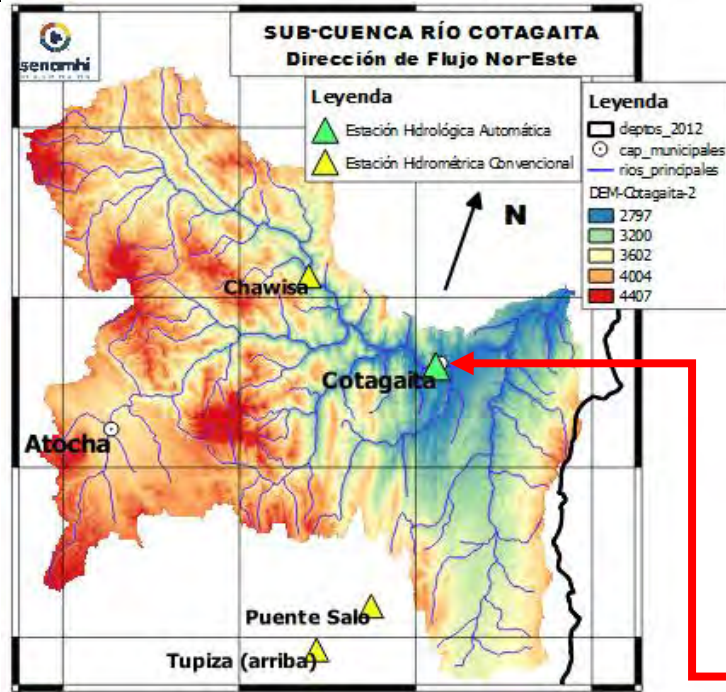 senamhi
SUB-CUENCA RÍO COTAGAITA
Dirección de Flujo Nor-Este
Leyenda
Estación Hidrológica Automática
Estación Hidrométrica Convencional
Leyenda
deptos_2012
cap_municipales
rios_principales
DEM-Cotagaita-2
2797
3200
3602
4004
4407
N
Chawisa
Cotagaita
Atocha
Puente Salo
Tupiza (arriba)